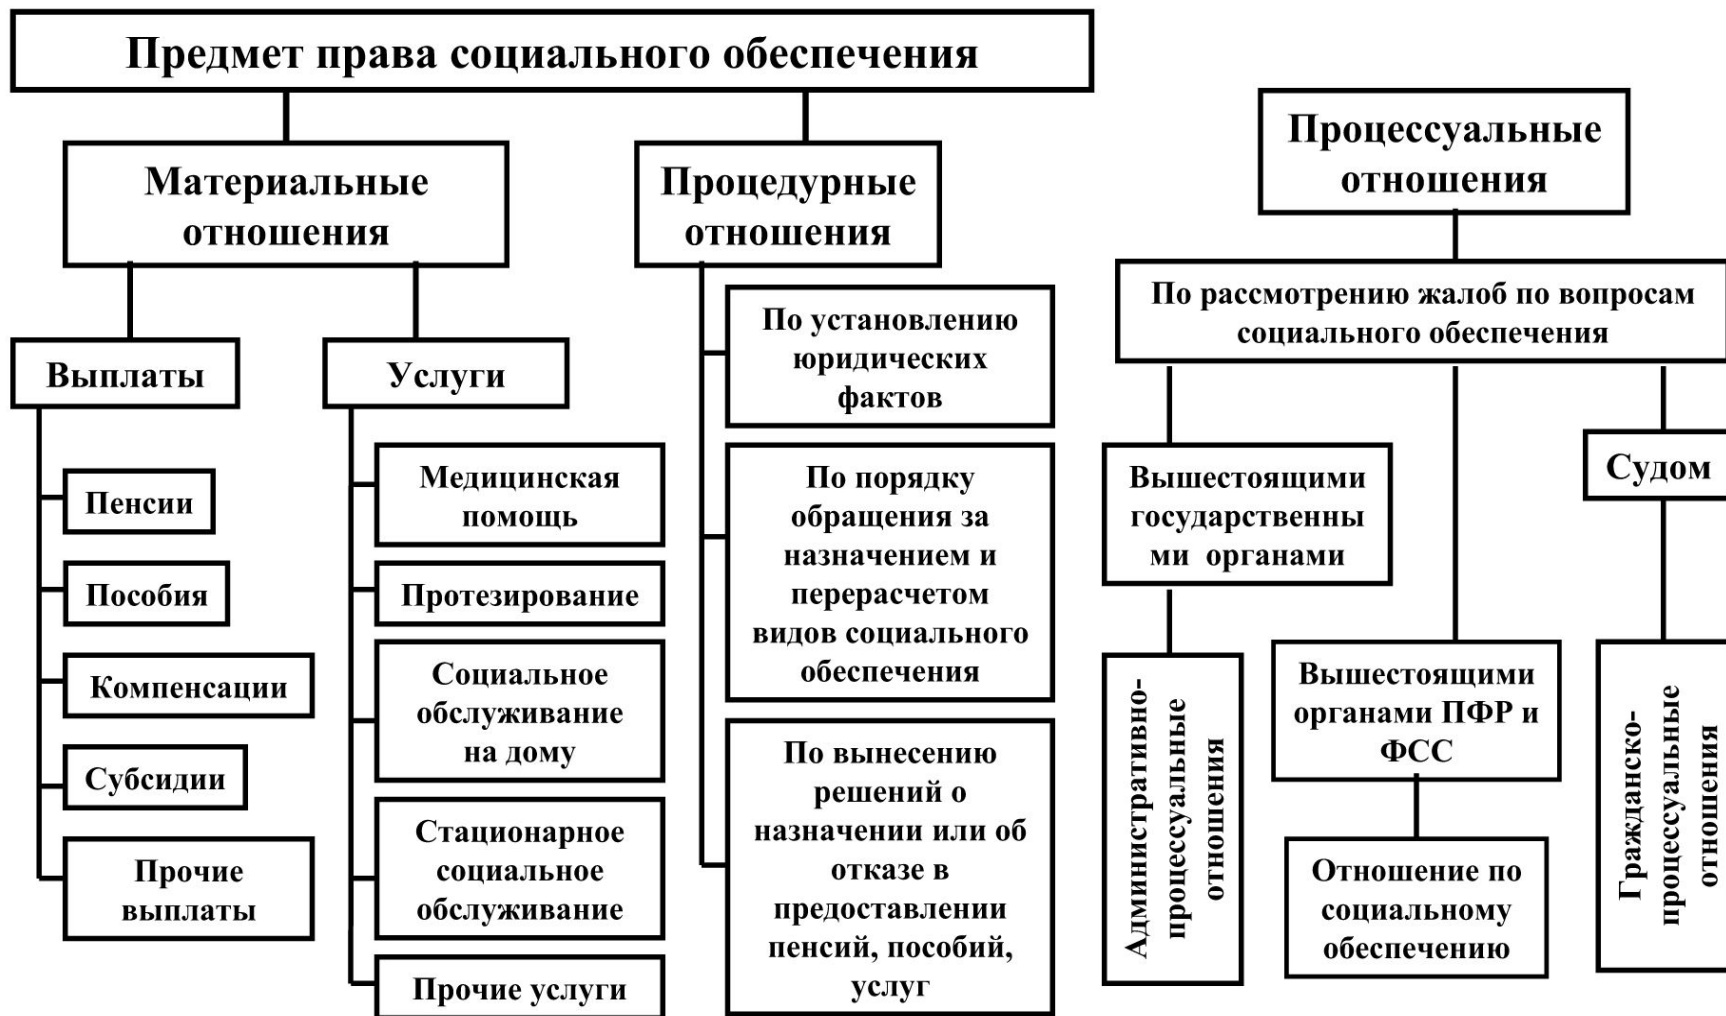 Предмет права социального обеспечения
Материальные
отношения
Выплаты
Пенсии
Пособия
Компенсации
Субсидии
Прочие
выплаты
Услуги
Медицинская
помощь
Протезирование
Социальное
обслуживание
на дому
Стационарное
социальное
обслуживание
Прочие услуги
Процедурные
отношения
По установлению
юридических
фактов
По порядку
обращения за
назначением и
перерасчетом
видов социального
обеспечения
По вынесению
решений о
назначении или об
отказе в
предоставлении
пенсий, пособий,
услуг
Процессуальные
отношения
По рассмотрению жалоб по вопросам
социального обеспечения
Вышестоящими
государственны
ми органами
Административно-
процессуальные
отношения
Вышестоящими
органами ПФР и
ФСС
Отношение по
социальному
обеспечению
Судом
Гражданско-
процессуальные
отношения